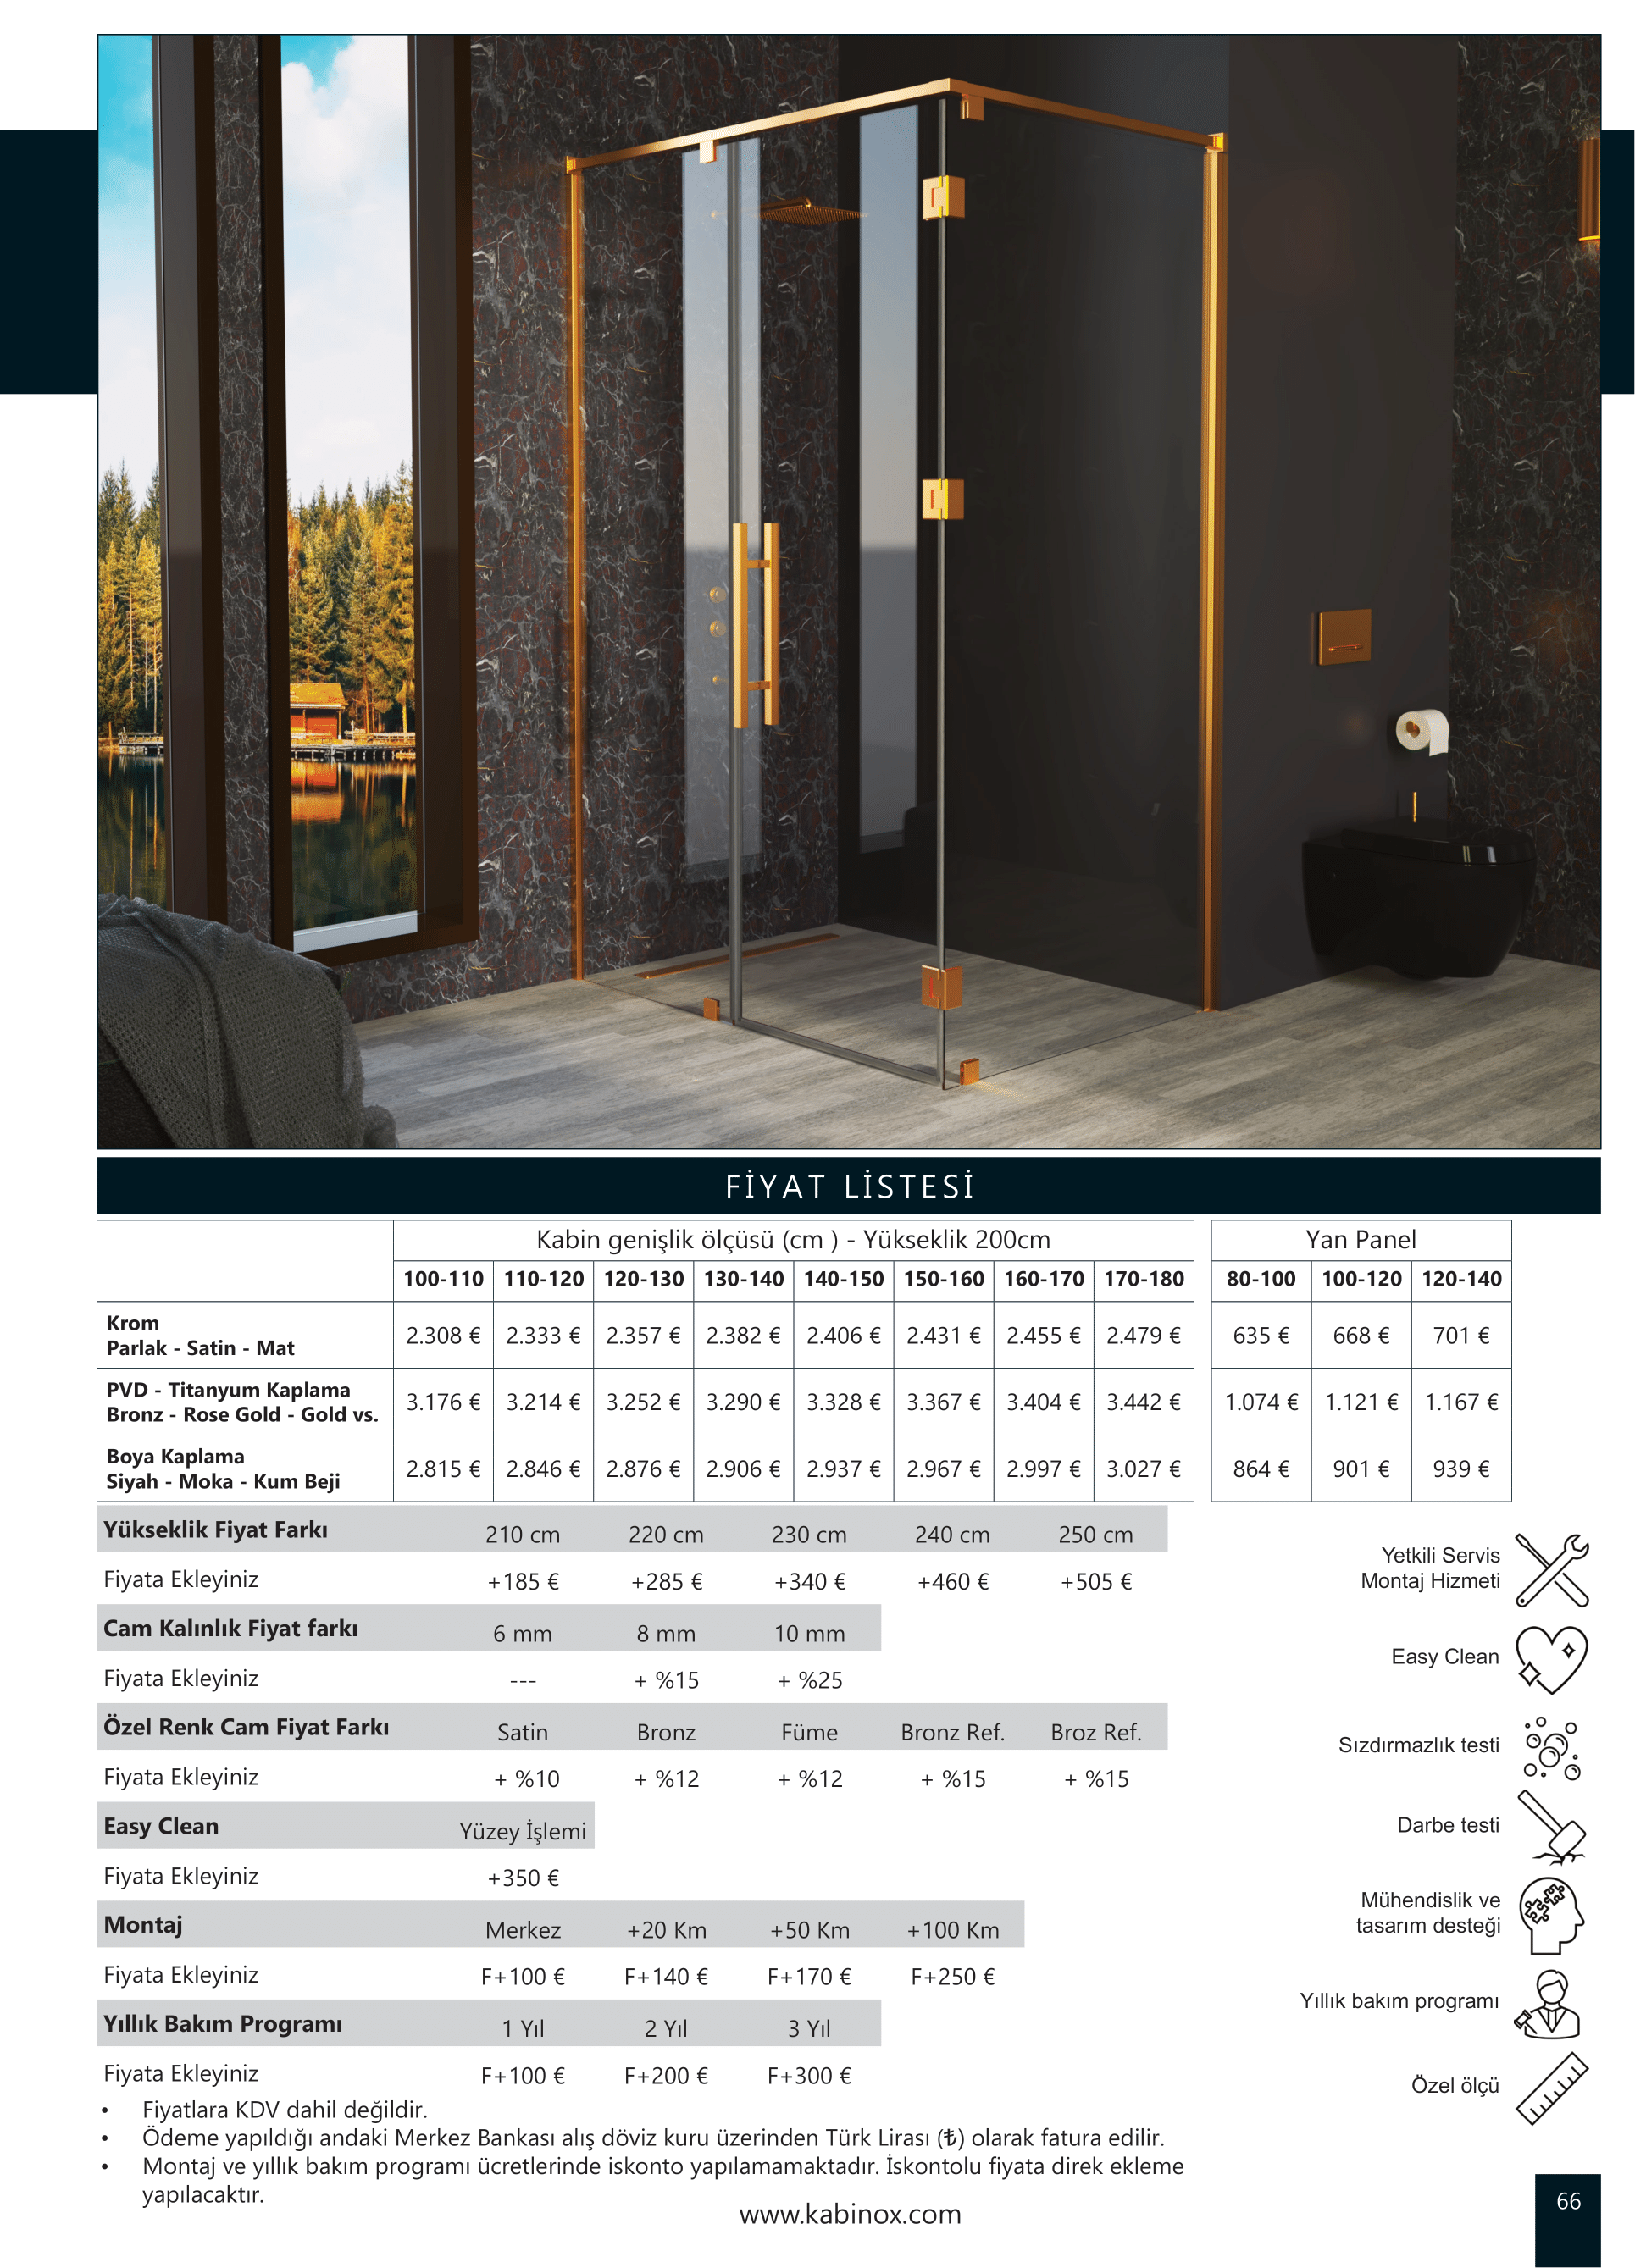 FİYAT LİSTESİ
Kabin genişlik ölçüsü (cm ) - Yükseklik 200cm
Yan Panel
100-110 110-120 120-130 130-140 140-150 150-160 160-170 170-180 80-100 100-120 120-140
Krom
Parlak - Satin - Mat
2.308 € 2.333 € 2.357 € 2.382 € 2.406 € 2.431 € 2.455 € 2.479 € 635 € 668 € 701 €
PVD - Titanyum Kaplama
Bronz - Rose Gold - Gold vs.
3.176 € 3.214 € 3.252 € 3.290 € 3.328 € 3.367 € 3.404 € 3.442 € 1.074 € 1.121 € 1.167 €
Boya Kaplama
Siyah - Moka - Kum Beji
2.815 € 2.846 € 2.876 € 2.906 € 2.937 € 2.967 € 2.997 € 3.027 € 864 € 901 € 939 €
Yükseklik Fiyat Farkı 210 cm 220 cm 230 cm 240 cm 250 cm
Fiyata Ekleyiniz +185 € +285 € +340 € +460 € +505 €
Cam Kalınlık Fiyat farkı 6 mm 8 mm 10 mm
Fiyata Ekleyiniz --- + %15 + %25
Özel Renk Cam Fiyat Farkı Satin Bronz Füme Bronz Ref. Broz Ref.
Fiyata Ekleyiniz + %10 + %12 + %12 + %15 + %15
Easy Clean Yüzey İşlemi
Fiyata Ekleyiniz +350 €
Montaj Merkez +20 Km +50 Km +100 Km
Fiyata Ekleyiniz F+100 € F+140 € F+170 € F+250 €
Yıllık Bakım Programı 1 Yıl 2 Yıl 3 Yıl
Fiyata Ekleyiniz F+100 € F+200 € F+300 €
Yetkili Servis
Montaj Hizmeti
Easy Clean
Sızdırmazlık testi
Darbe testi
Mühendislik ve
tasarım desteği
Yıllık bakım programı
Özel ölçü
• Fiyatlara KDV dahil değildir.
• Ödeme yapıldığı andaki Merkez Bankası alış döviz kuru üzerinden Türk Lirası (₺) olarak fatura edilir.
• Montaj ve yıllık bakım programı ücretlerinde iskonto yapılamamaktadır. İskontolu fiyata direk ekleme
yapılacaktır.
www.kabinox.com
66